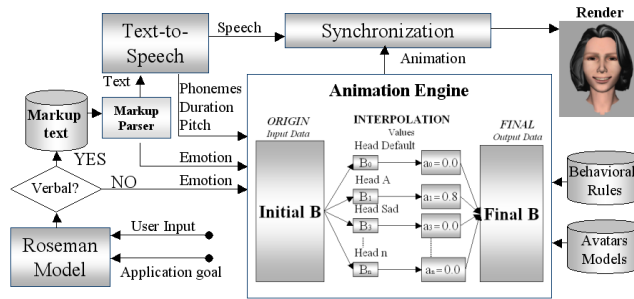 Render
Text-to-
Speech
Speech
Synchronization
Animation
Text
Phonemes
Duration
Pitch
Markup
text
Markup
Parser
Animation Engine
ORIGIN
Input Data
INTERPOLATION
Values
FINAL
Output Data
Head Default
B0
a0 = 0.0
Head A
B1
a1 = 0.8
Head Sad
B3
a3 = 0.0
Head n
Bn
an = 0.0
Initial B
Final B
Emotion
YES
Verbal?
NO
Emotion
Behavioral
Rules
Roseman
Model
User Input
Application goal
Avatars
Models